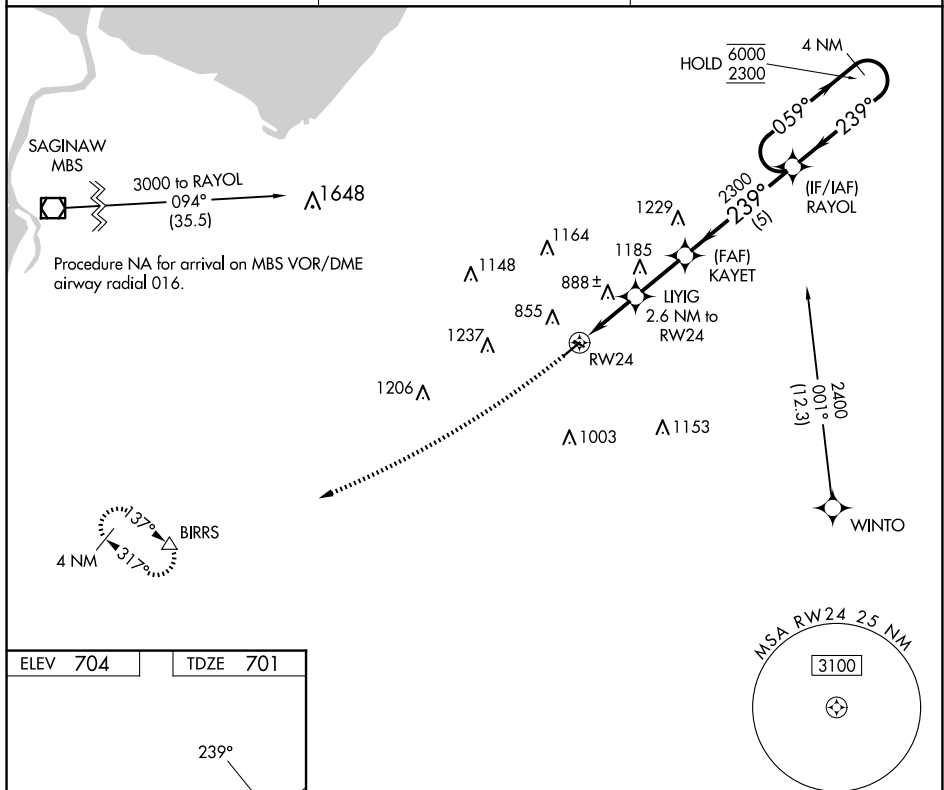 HOLD 6000
2300
4 NM
059°
239°
(IF/IAF)
RAYOL
SAGINAW
MBS
3000 to RAYOL
094°
(35.5)
1648
2300
239°
(5)
Procedure NA for arrival on MBS VOR/DME
airway radial 016.
1229
1164
1185
(FAF)
KAYET
1148
888±
LIYIG
2.6 NM to
RW24
855
1237
RW24
1206
1003
1153
2400
001°
(12.3)
WINTO
137°
BIRRS
4 NM
317°
MSA RW24 25 NM
3100
ELEV 704
TDZE 701
239°